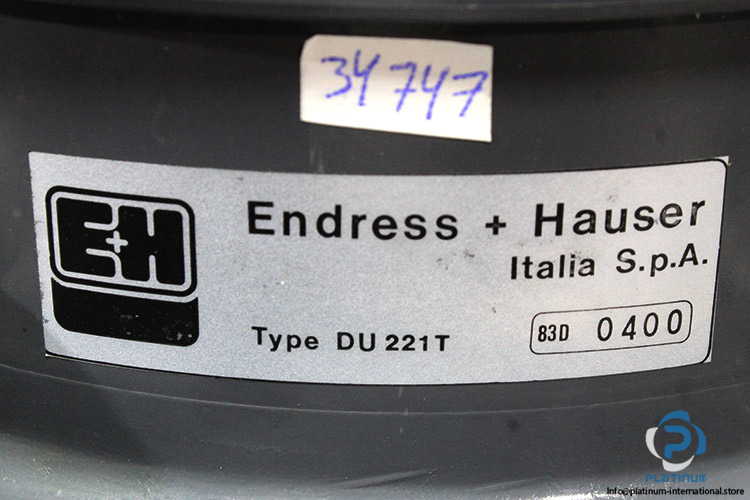 34747
E+H
Endress + Hauser
Italia S.p.A.
Type DU 221T
83D 0400
PLATINUM
Info@platinum-international.store